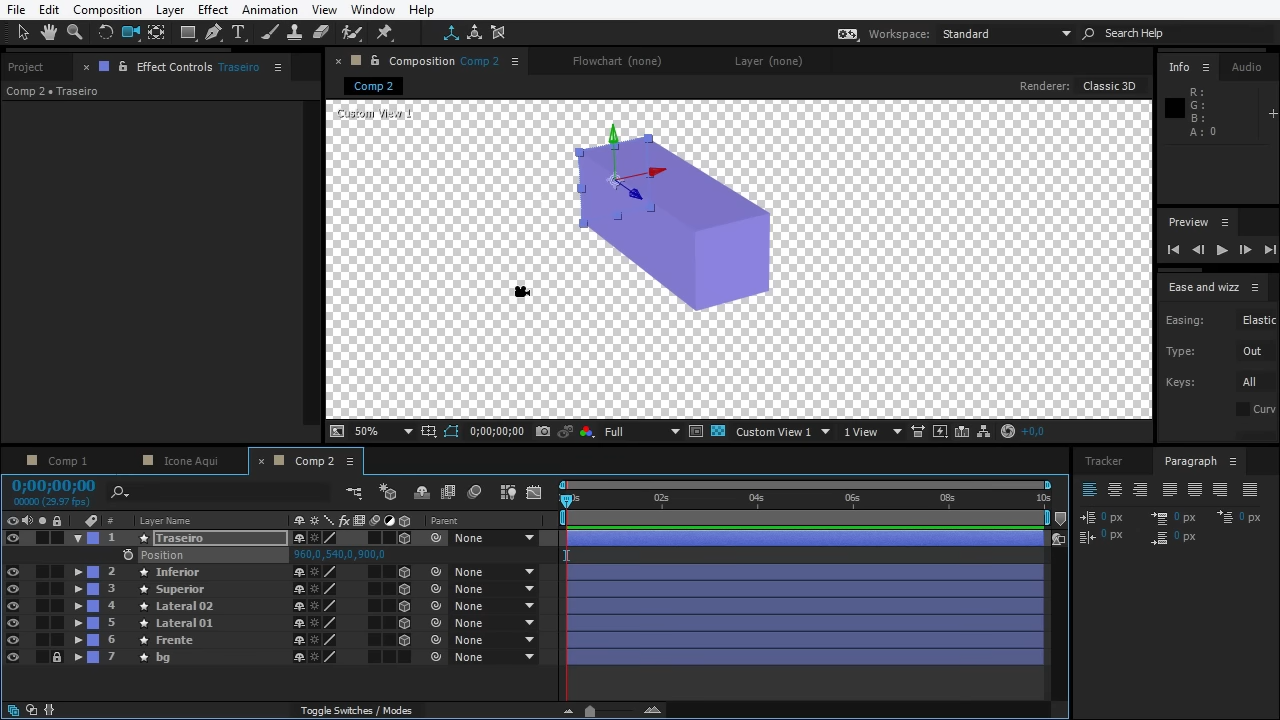 File Edit Composition Layer Effect Animation View Window Help
Workspace: Standard Search Help
Project × Effect Controls Traseiro
Comp 2 • Traseiro
× Composition Comp 2 Flowchart (none) Layer (none)
Comp 2 Renderer: Classic 3D
Custom View 1
Info Audio
R :
G :
B :
A : 0
Preview
Ease and wizz
Easing: Elastic
Type: Out
Keys: All
Curv
50% 0;00;00;00 Full Custom View 1 1 View +0,0
Comp 1 Icone Aqui × Comp 2
0;00;00;00
00000 (29.97 fps)
0s 02s 04s 06s 08s 10s
# Layer Name fx Parent
1 Traseiro None
Position 960,0,540,0,900,0
2 Inferior None
3 Superior None
4 Lateral 02 None
5 Lateral 01 None
6 Frente None
7 bg None
Toggle Switches / Modes
Tracker Paragraph
0 px 0 px 0 px
0 px 0 px